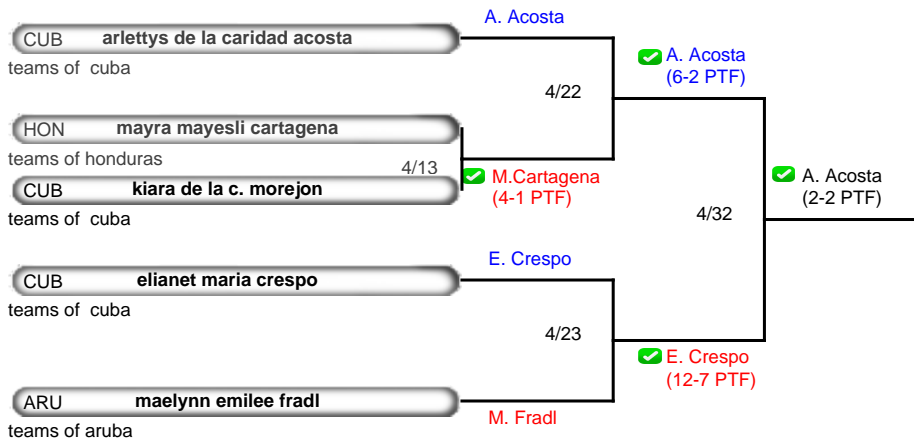 A. Acosta
CUB arlettys de la caridad acosta
teams of cuba
A. Acosta
(6-2 PTF)
4/22
HON mayra mayesli cartagena
teams of honduras
4/13
M.Cartagena
(4-1 PTF)
CUB kiara de la c. morejon
teams of cuba
A. Acosta
(2-2 PTF)
4/32
E. Crespo
CUB elianet maria crespo
teams of cuba
4/23
E. Crespo
(12-7 PTF)
ARU maelynn emilee fradl
M. Fradl
teams of aruba